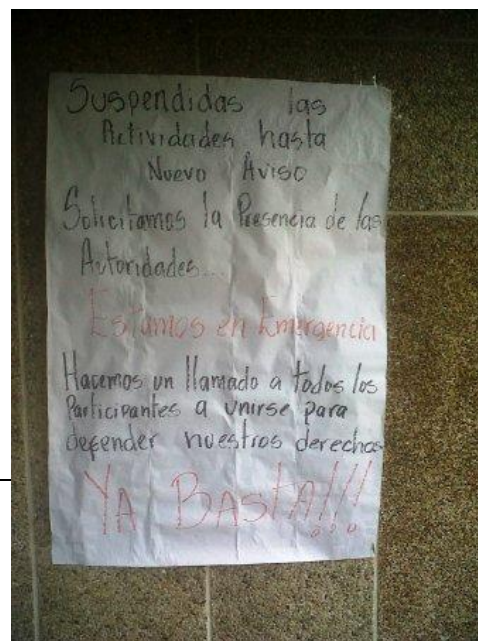 Suspendidas las
Actividades hasta
Nuevo Aviso
Solicitamos la Presencia de las
Autoridades...
Estamos en Emergencia
Hacemos un llamado a todos los
Participantes a unirse para
defender nuestros derechos
YA BASTA!!!